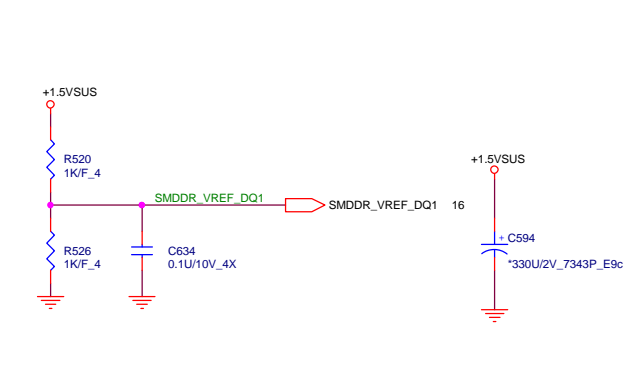 +1.5VSUS
R520
1K/F_4
SMDDR_VREF_DQ1
SMDDR_VREF_DQ1 16
R526
1K/F_4
C634
0.1U/10V_4X
+1.5VSUS
+ C594
*330U/2V_7343P_E9c